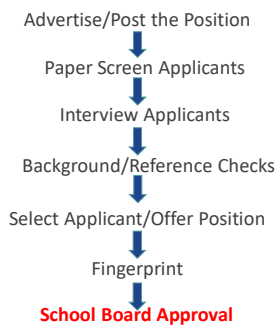 Advertise/Post the Position
Paper Screen Applicants
Interview Applicants
Background/Reference Checks
Select Applicant/Offer Position
Fingerprint
School Board Approval